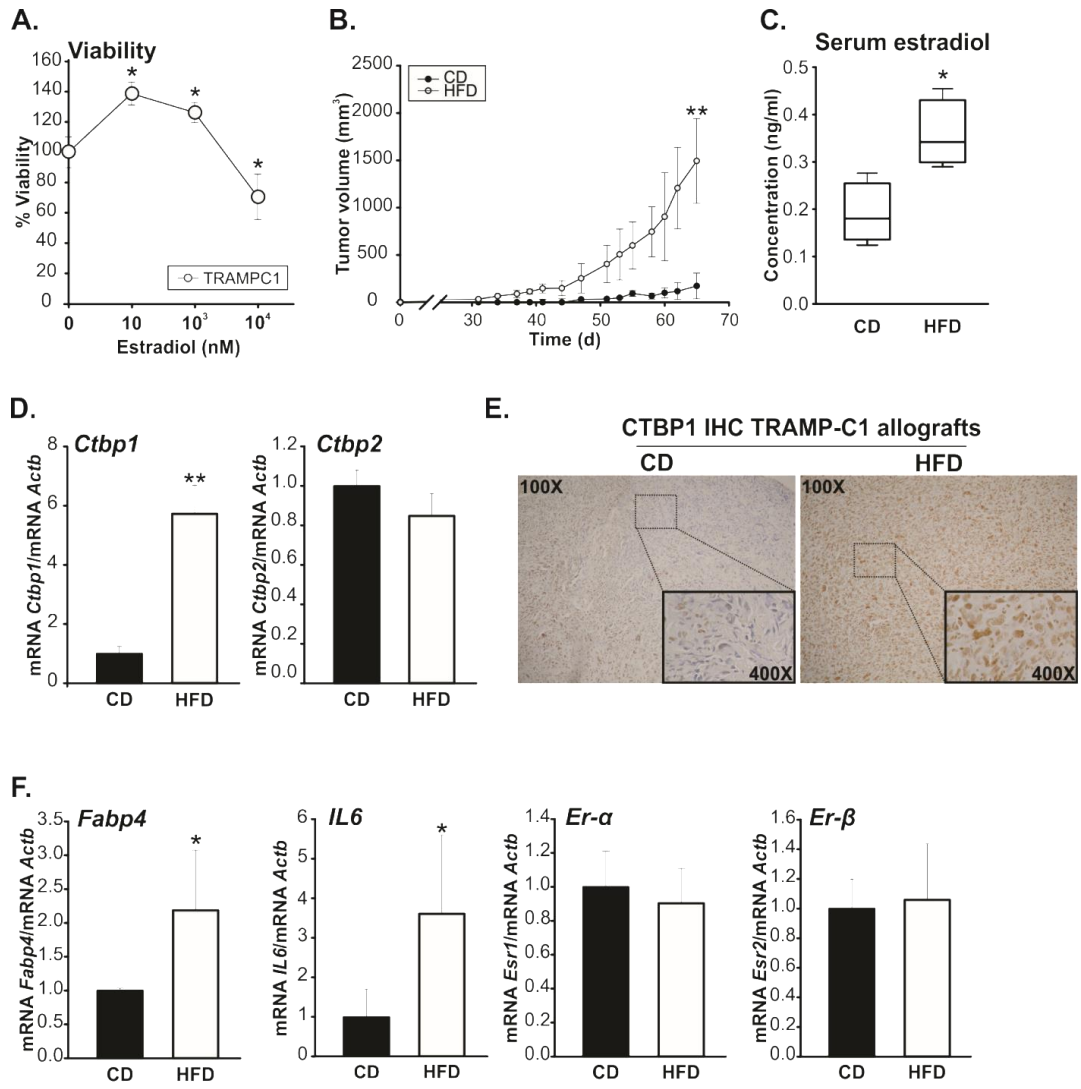 A.
Viability
160
140
120
100
80
60
40
20
0
% Viability
*
*
*
TRAMPC1
0
10
10³
10⁴
Estradiol (nM)
B.
CD
HFD
2500
2000
1500
1000
500
0
Tumor volume (mm³)
**
0
30
40
50
60
70
Time (d)
C.
Serum estradiol
0.5
0.4
0.3
0.2
0.1
0.0
Concentration (ng/ml)
*
CD
HFD
D.
Ctbp1
8
6
4
2
0
mRNA Ctbp1/mRNA Actb
**
CD
HFD
Ctbp2
1.2
1.0
0.8
0.6
0.4
0.2
0.0
mRNA Ctbp2/mRNA Actb
CD
HFD
E.
CTBP1 IHC TRAMP-C1 allografts
CD
HFD
100X
400X
100X
400X
F.
Fabp4
3.5
3.0
2.5
2.0
1.5
1.0
0.5
0.0
mRNA Fabp4/mRNA Actb
*
CD
HFD
IL6
6
5
4
3
2
1
0
mRNA IL6/mRNA Actb
*
CD
HFD
Er-α
1.4
1.2
1.0
0.8
0.6
0.4
0.2
0.0
mRNA Esr1/mRNA Actb
CD
HFD
Er-β
1.6
1.4
1.2
1.0
0.8
0.6
0.4
0.2
0.0
mRNA Esr2/mRNA Actb
CD
HFD